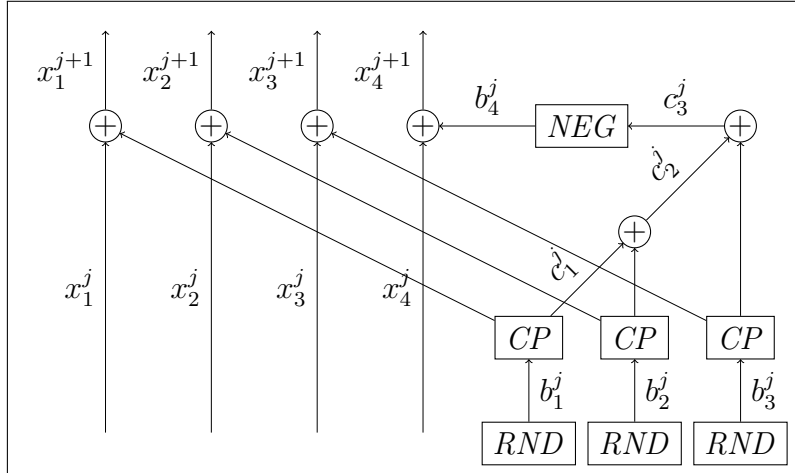 x_1^{j+1} x_2^{j+1} x_3^{j+1} x_4^{j+1}
b_4^j c_3^j
+ + + + NEG +
c_2^j
+
c_1^j
x_1^j x_2^j x_3^j x_4^j
CP CP CP
b_1^j b_2^j b_3^j
RND RND RND